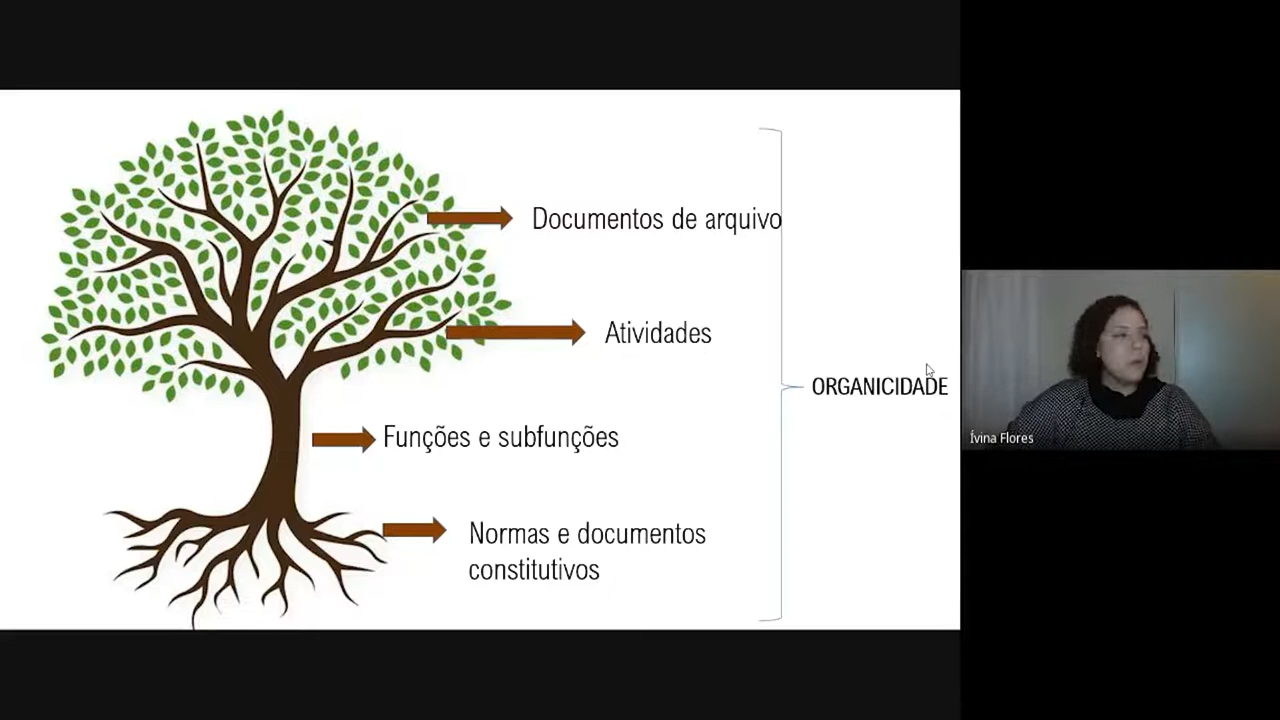 Documentos de arquivo
Atividades
ORGANICIDADE
Funções e subfunções
Ívina Flores
Normas e documentos
constitutivos